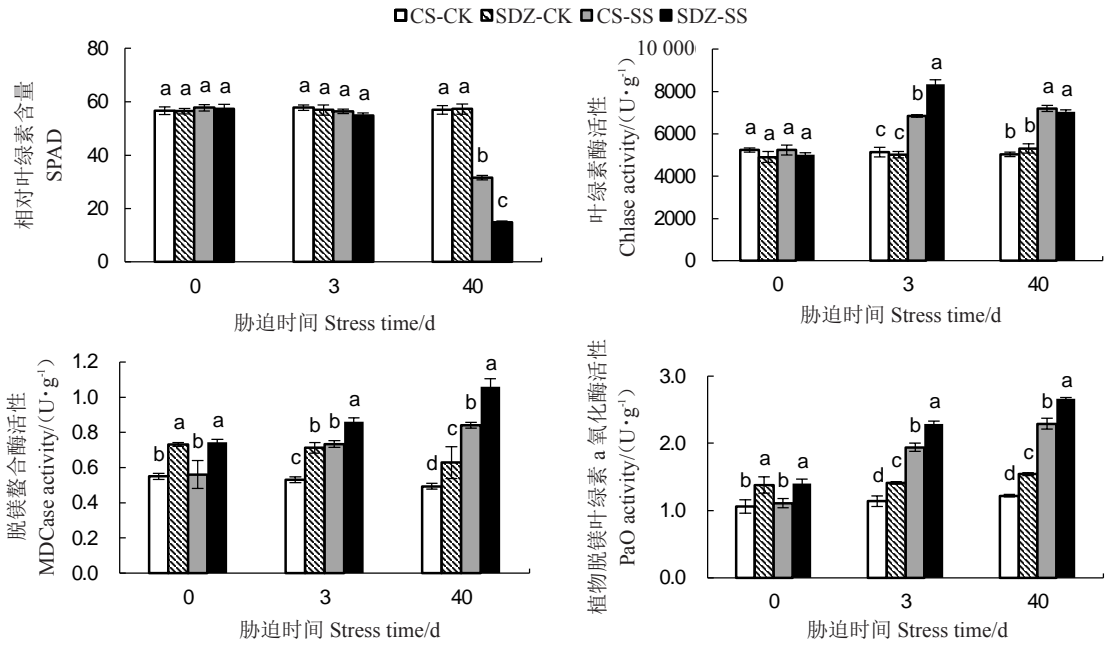 CS-CK SDZ-CK CS-SS SDZ-SS
相对叶绿素含量
SPAD
80
60
40
20
0
a a a a
a a a a
a a b c
0 3 40
胁迫时间 Stress time/d
叶绿素酶活性
Chlase activity/(U·g⁻¹)
10 000
8000
6000
4000
2000
0
a a a a
c c b a
b b a a
0 3 40
胁迫时间 Stress time/d
脱镁螯合酶活性
MDCase activity/(U·g⁻¹)
1.2
1.0
0.8
0.6
0.4
0.2
0.0
b a b a
c b b a
d c b a
0 3 40
胁迫时间 Stress time/d
植物脱镁叶绿素 a 氧化酶活性
PaO activity/(U·g⁻¹)
3.0
2.0
1.0
0.0
b a b a
d c b a
d c b a
0 3 40
胁迫时间 Stress time/d